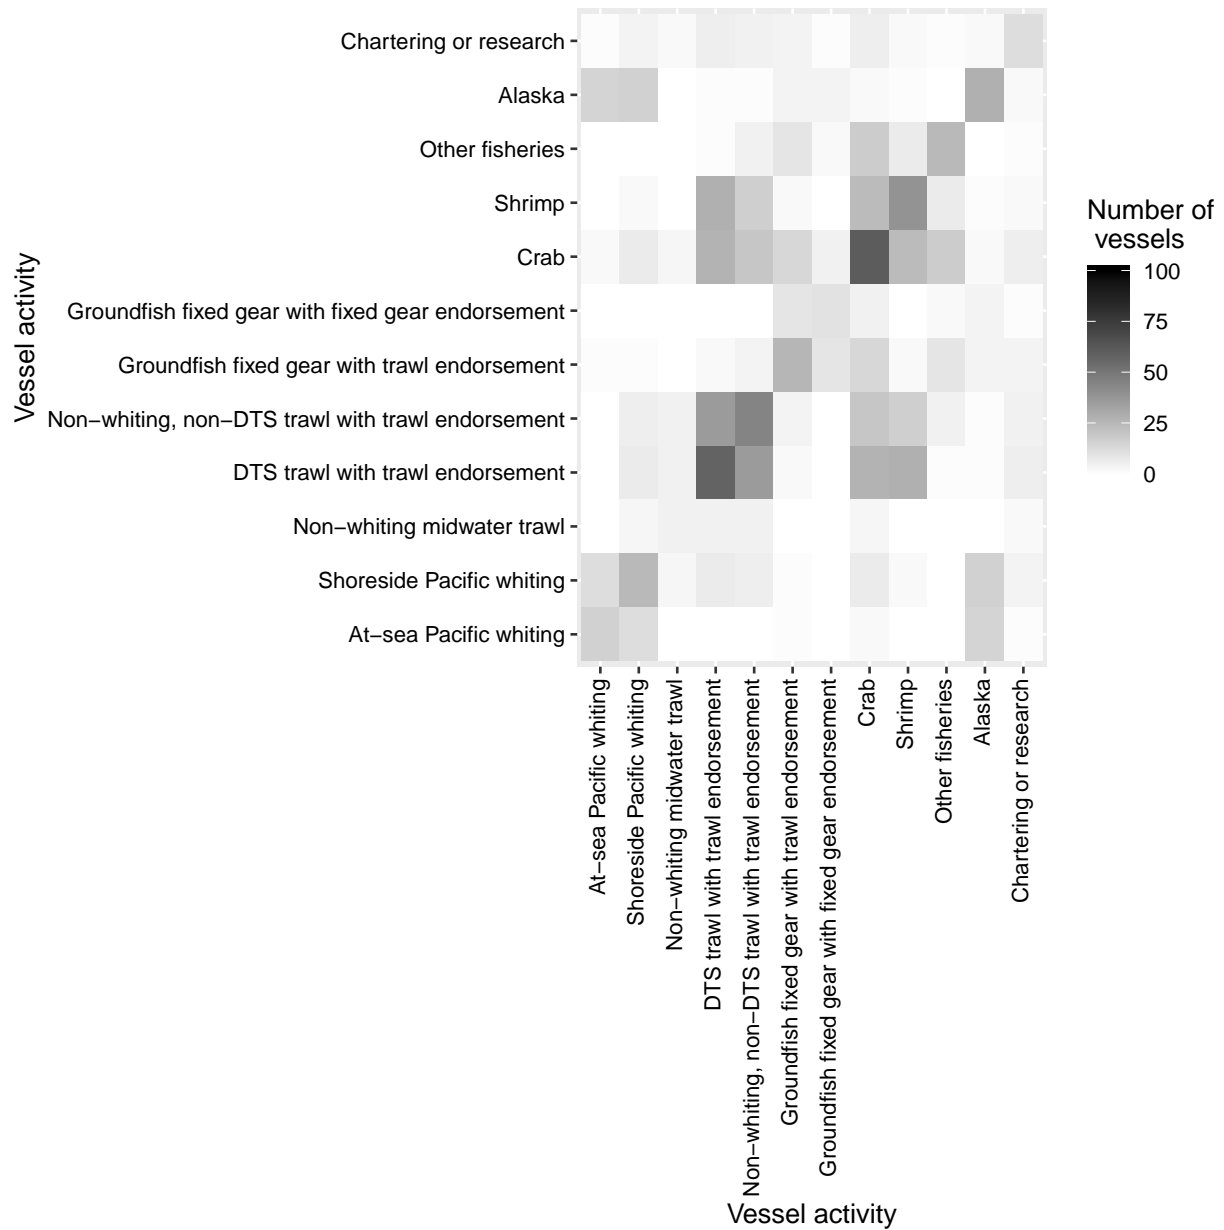 Chartering or research
Alaska
Other fisheries
Shrimp
Crab
Groundfish fixed gear with fixed gear endorsement
Groundfish fixed gear with trawl endorsement
Non−whiting, non−DTS trawl with trawl endorsement
DTS trawl with trawl endorsement
Non−whiting midwater trawl
Shoreside Pacific whiting
At−sea Pacific whiting
Vessel activity
At−sea Pacific whiting
Shoreside Pacific whiting
Non−whiting midwater trawl
DTS trawl with trawl endorsement
Non−whiting, non−DTS trawl with trawl endorsement
Groundfish fixed gear with trawl endorsement
Groundfish fixed gear with fixed gear endorsement
Crab
Shrimp
Other fisheries
Alaska
Chartering or research
Vessel activity
Number of
vessels
100
75
50
25
0